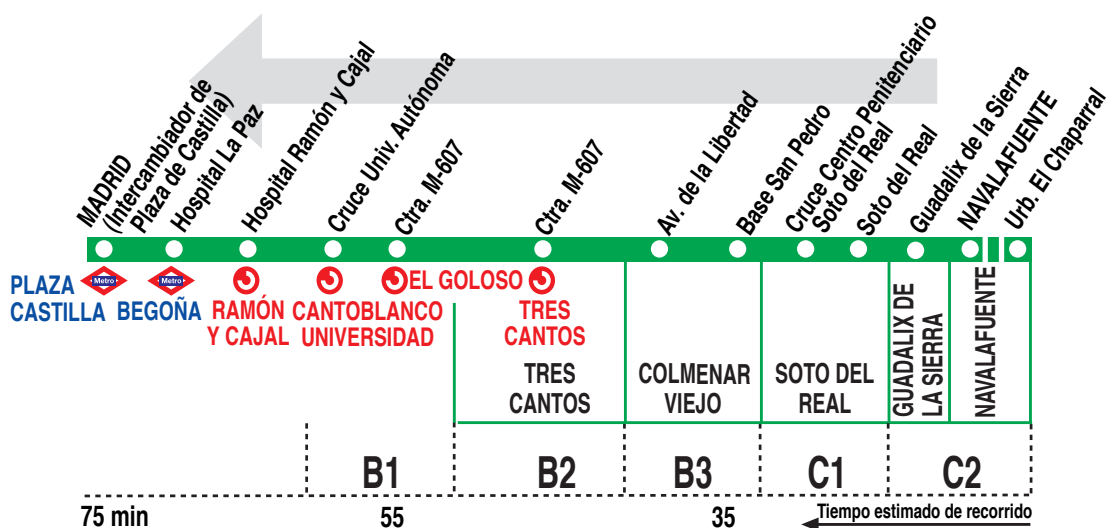 MADRID
(Intercambiador de
Plaza de Castilla)
Hospital La Paz
Hospital Ramón y Cajal
Cruce Univ. Autónoma
Ctra. M-607
Ctra. M-607
Av. de la Libertad
Base San Pedro
Cruce Centro Penitenciario
Soto del Real
Soto del Real
Guadalix de la Sierra
NAVALAFUENTE
Urb. El Chaparral
PLAZA
CASTILLA
Metro
Metro
BEGOÑA
RAMÓN
Y CAJAL
CANTOBLANCO
UNIVERSIDAD
EL GOLOSO
TRES
CANTOS
TRES
CANTOS
COLMENAR
VIEJO
SOTO DEL
REAL
GUADALIX DE
LA SIERRA
NAVALAFUENTE
B1
B2
B3
C1
C2
75 min
55
35
Tiempo estimado de recorrido